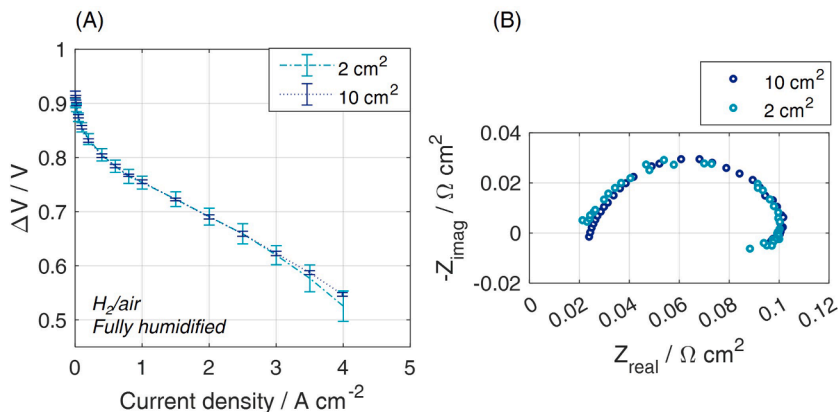 (A)
2 cm²
10 cm²
1
0.9
0.8
0.7
0.6
0.5
ΔV / V
H₂/air
Fully humidified
0 1 2 3 4 5
Current density / A cm⁻²
(B)
10 cm²
2 cm²
0.04
0.02
0
-0.02
-Z_imag / Ω cm²
0 0.02 0.04 0.06 0.08 0.1 0.12
Z_real / Ω cm²